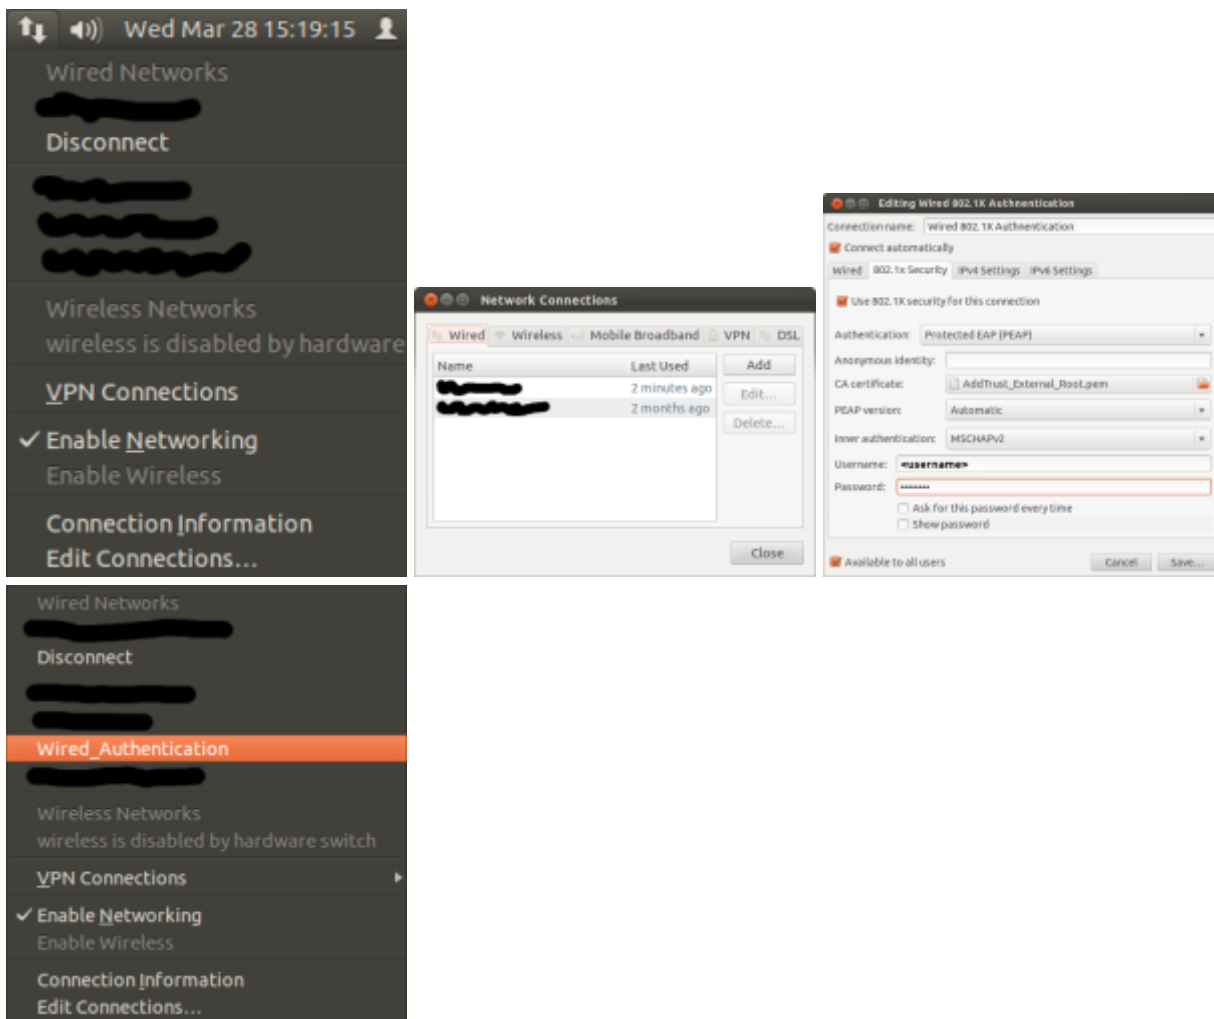 Wed Mar 28 15:19:15
Wired Networks
Disconnect
Wireless Networks
wireless is disabled by hardware
VPN Connections
Enable Networking
Enable Wireless
Connection Information
Edit Connections...
Network Connections
Wired Wireless Mobile Broadband VPN DSL
Name Last Used
2 minutes ago
2 months ago
Add
Edit...
Delete...
Close
Editing Wired 802.1X Authnentication
Connection name: Wired 802.1X Authnentication
Connect automatically
Wired 802.1x Security IPv4 Settings IPv6 Settings
Use 802.1X security for this connection
Authentication: Protected EAP (PEAP)
Anonymous identity:
CA certificate: AddTrust_External_Root.pem
PEAP version: Automatic
Inner authentication: MSCHAPv2
Username: <username>
Password: ••••••••
Ask for this password every time
Show password
Available to all users Cancel Save...
Wired Networks
Disconnect
Wired_Authentication
Wireless Networks
wireless is disabled by hardware switch
VPN Connections
Enable Networking
Enable Wireless
Connection Information
Edit Connections...